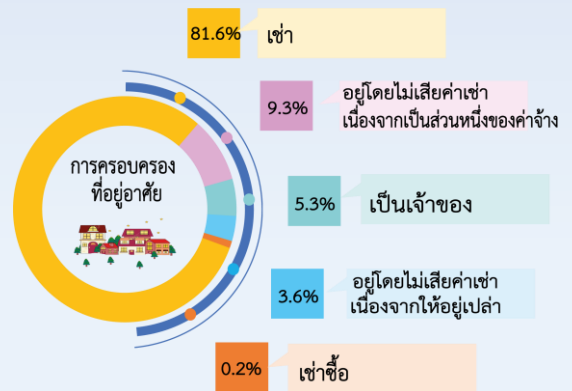 81.6% เช่า
9.3% อยู่โดยไม่เสียค่าเช่า
เนื่องจากเป็นส่วนหนึ่งของค่าจ้าง
การครอบครอง
ที่อยู่อาศัย
5.3% เป็นเจ้าของ
3.6% อยู่โดยไม่เสียค่าเช่า
เนื่องจากให้อยู่เปล่า
0.2% เช่าซื้อ